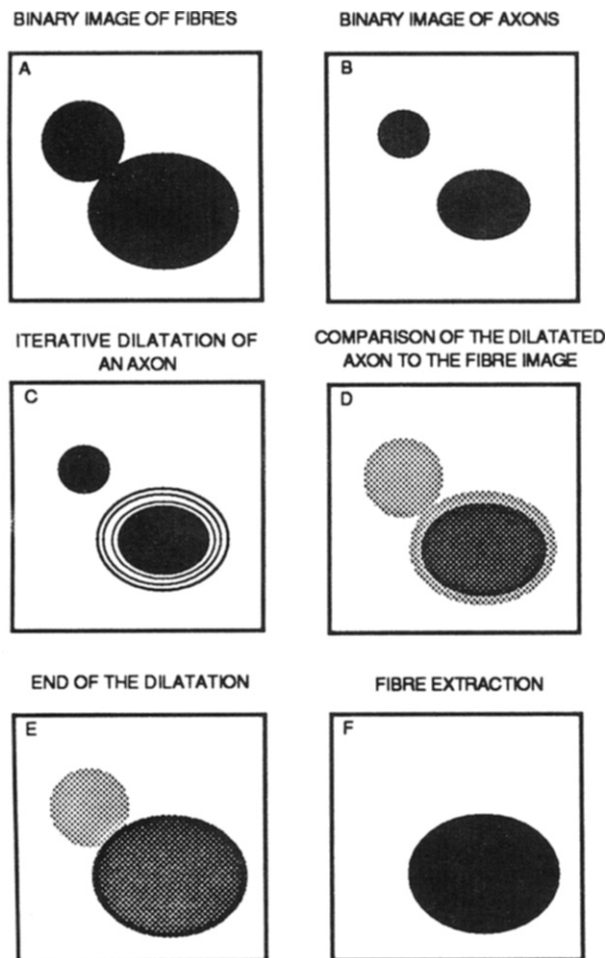 BINARY IMAGE OF FIBRES
BINARY IMAGE OF AXONS
A
B
ITERATIVE DILATATION OF
AN AXON
COMPARISON OF THE DILATATED
AXON TO THE FIBRE IMAGE
C
D
END OF THE DILATATION
FIBRE EXTRACTION
E
F